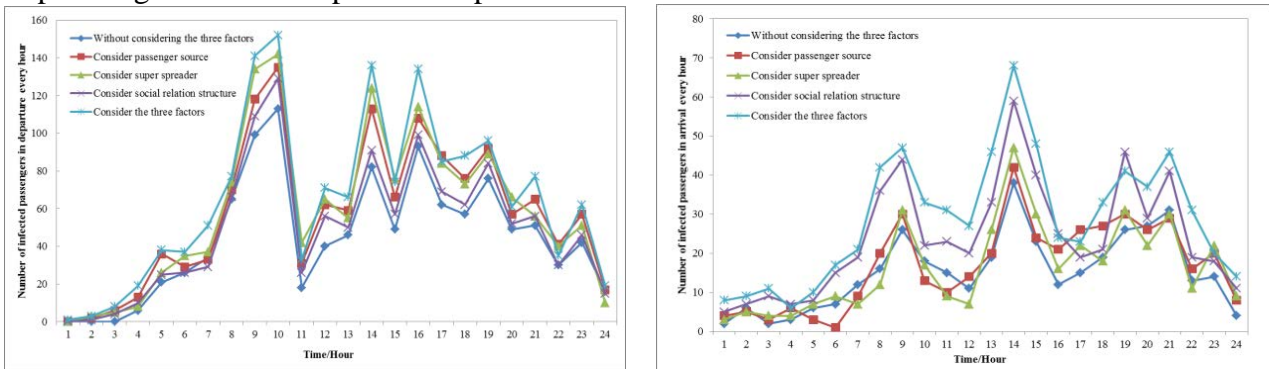 Number of infected passengers in departure every hour
160
140
120
100
80
60
40
20
0
Without considering the three factors
Consider passenger source
Consider super spreader
Consider social relation structure
Consider the three factors
1 2 3 4 5 6 7 8 9 10 11 12 13 14 15 16 17 18 19 20 21 22 23 24
Time/Hour
Number of infected passengers in arrival every hour
80
70
60
50
40
30
20
10
0
Without considering the three factors
Consider passenger source
Consider super spreader
Consider social relation structure
Consider the three factors
1 2 3 4 5 6 7 8 9 10 11 12 13 14 15 16 17 18 19 20 21 22 23 24
Time/Hour